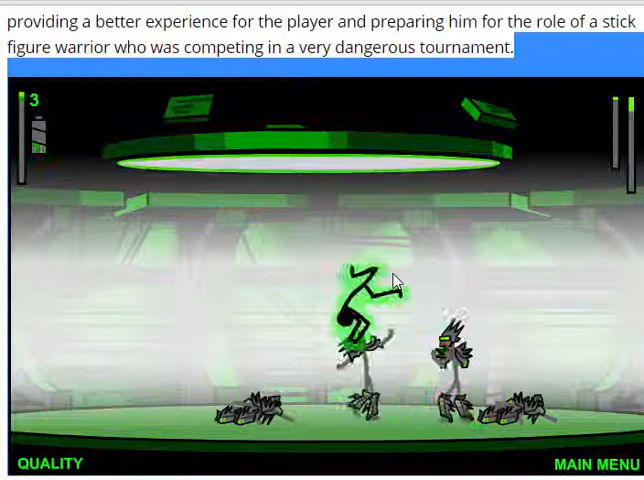 providing a better experience for the player and preparing him for the role of a stick
figure warrior who was competing in a very dangerous tournament.
3
QUALITY
MAIN MENU